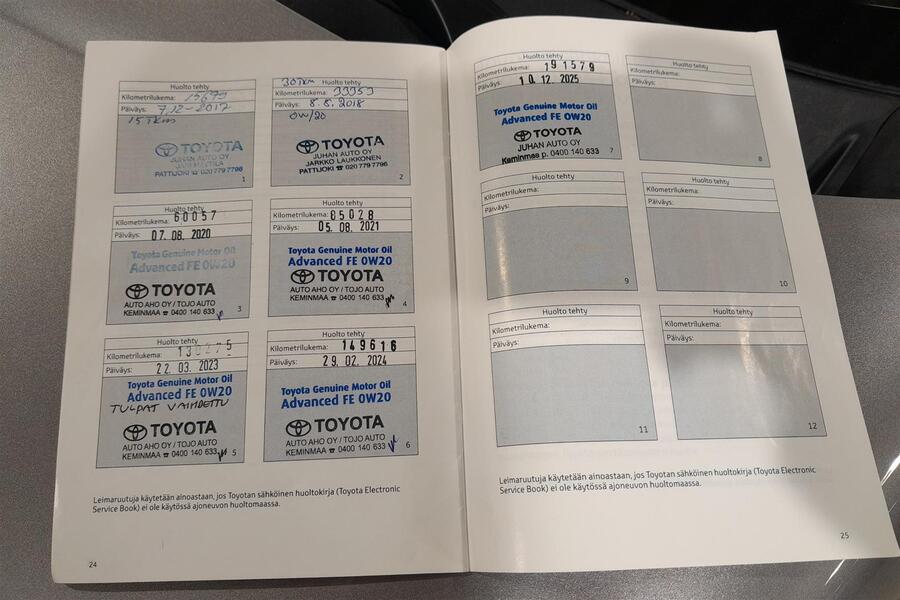 Huolto tehty
Kilometrilukema: 15679
Päiväys: 7.12-2017
15 Tkm
TOYOTA
JUHAN AUTO OY
PATTIJOKI ☎ 020 779 7796
1
30Tkm Huolto tehty
Kilometrilukema: 33353
Päiväys: 8.8.2018
0W/20
TOYOTA
JUHAN AUTO OY
JARKKO LAUKKONEN
PATTIJOKI ☎ 020 779 7796
2
Huolto tehty
Kilometrilukema: 60057
Päiväys: 07. 08. 2020
Toyota Genuine Motor Oil
Advanced FE 0W20
TOYOTA
AUTO AHO OY / TOJO AUTO
KEMINMAA ☎ 0400 140 633
3
Huolto tehty
Kilometrilukema: 85028
Päiväys: 05. 08. 2021
Toyota Genuine Motor Oil
Advanced FE 0W20
TOYOTA
AUTO AHO OY / TOJO AUTO
KEMINMAA ☎ 0400 140 633
4
Huolto tehty
Kilometrilukema:
Päiväys: 22. 03. 2023
Toyota Genuine Motor Oil
Advanced FE 0W20
TULPAT VAIHDETTU
TOYOTA
AUTO AHO OY / TOJO AUTO
KEMINMAA ☎ 0400 140 633
5
Huolto tehty
Kilometrilukema: 149616
Päiväys: 29. 02. 2024
Toyota Genuine Motor Oil
Advanced FE 0W20
TOYOTA
AUTO AHO OY / TOJO AUTO
KEMINMAA ☎ 0400 140 633
6
Leimaruutuja käytetään ainoastaan, jos Toyotan sähköinen huoltokirja (Toyota Electronic
Service Book) ei ole käytössä ajoneuvon huoltomaassa.
24
Huolto tehty
Kilometrilukema: 191579
Päiväys: 10. 12. 2025
Toyota Genuine Motor Oil
Advanced FE 0W20
TOYOTA
JUHAN AUTO OY
Keminmaa p. 0400 140 633
7
Huolto tehty
Kilometrilukema:
Päiväys:
8
Huolto tehty
Kilometrilukema:
Päiväys:
9
Huolto tehty
Kilometrilukema:
Päiväys:
10
Huolto tehty
Kilometrilukema:
Päiväys:
11
Huolto tehty
Kilometrilukema:
Päiväys:
12
Leimaruutuja käytetään ainoastaan, jos Toyotan sähköinen huoltokirja (Toyota Electronic
Service Book) ei ole käytössä ajoneuvon huoltomaassa.
25